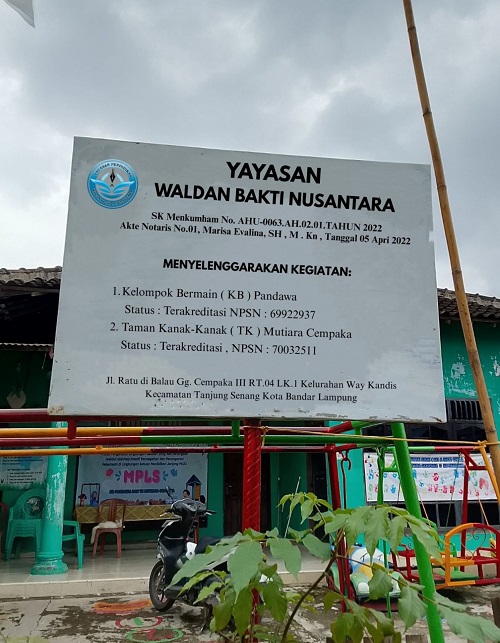 YAYASAN
WALDAN BAKTI NUSANTARA
SK Menkumham No. AHU-0063.AH.02.01.TAHUN 2022
Akte Notaris No.01, Marisa Evalina, SH , M . Kn , Tanggal 05 Apri 2022
MENYELENGGARAKAN KEGIATAN:
1. Kelompok Bermain ( KB ) Pandawa
Status : Terakreditasi NPSN : 69922937
2. Taman Kanak-Kanak ( TK ) Mutiara Cempaka
Status : Terakreditasi , NPSN : 70032511
Jl. Ratu di Balau Gg. Cempaka III RT.04 LK.1 Kelurahan Way Kandis
Kecamatan Tanjung Senang Kota Bandar Lampung
MPLS